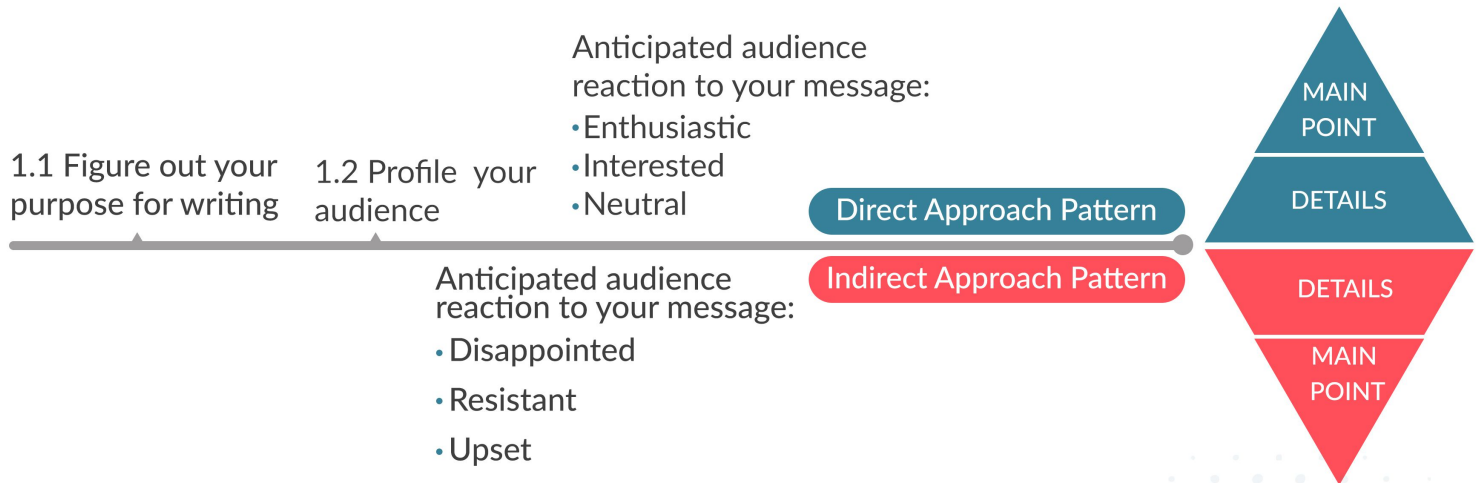 1.1 Figure out your
purpose for writing
1.2 Profile your
audience
Anticipated audience
reaction to your message:
• Enthusiastic
• Interested
• Neutral
Direct Approach Pattern
MAIN
POINT
DETAILS
Anticipated audience
reaction to your message:
• Disappointed
• Resistant
• Upset
Indirect Approach Pattern
DETAILS
MAIN
POINT